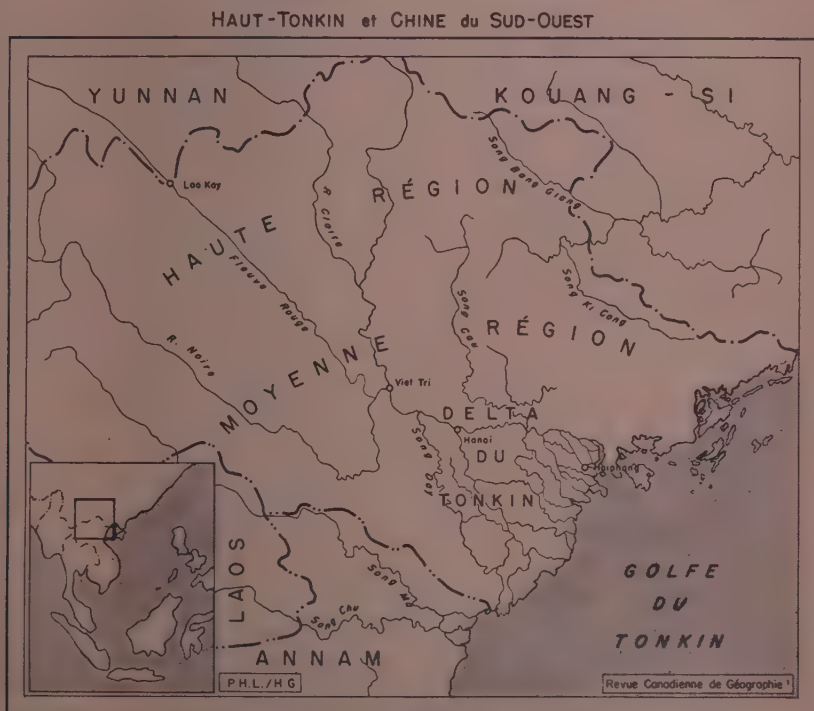 HAUT-TONKIN et CHINE du SUD-OUEST
YUNNAN
KOUANG-SI
Song Bang Giang
Lao Kay
R. Claire
HAUTE RÉGION
Fleuve Rouge
Song Cau
Song Ki Cong
R. Noire
MOYENNE RÉGION
Viet Tri
DELTA
Hanoi
DU
Haiphong
Song Day
TONKIN
LAOS
Song Ma
GOLFE
DU
TONKIN
Song Chu
ANNAM
PH.L./HG
Revue Canadienne de Géographie